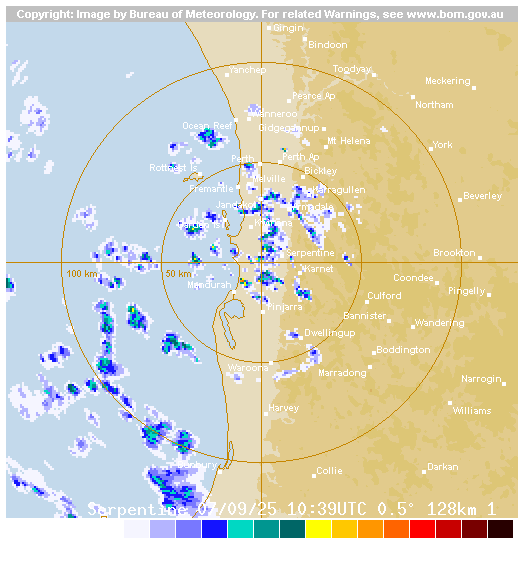 Copyright: Image by Bureau of Meteorology. For related Warnings, see www.bom.gov.au
Gingin
Bindoon
Yanchep
Toodyay
Meckering
Pearce Ap
Northam
Wanneroo
Ocean Reef
Gidgegannup
Mt Helena
York
Perth
Perth Ap
Rottnest Is
Bickley
Melville
Fremantle
Karragullen
Beverley
Jandakot
Armdale
Garden Is
Serpentine
Brookton
Karnet
100 km
50 km
Coondee
Mandurah
Pingelly
Culford
Pinjarra
Bannister
Wandering
Dwellingup
Boddington
Waroona
Marradong
Narrogin
Harvey
Williams
Bunbury
Collie
Darkan
Serpentine 07/09/25 10:39UTC 0.5° 128km 1